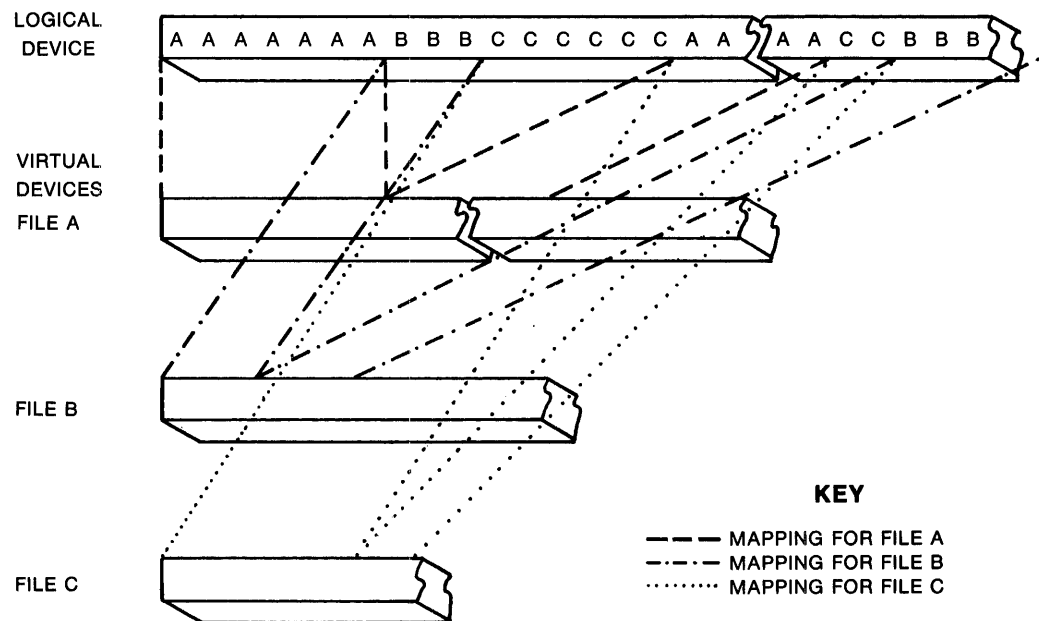 LOGICAL
DEVICE
A A A A A A A B B B C C C C C C A A A A C C B B B
VIRTUAL
DEVICES
FILE A
FILE B
FILE C
KEY
MAPPING FOR FILE A
MAPPING FOR FILE B
MAPPING FOR FILE C